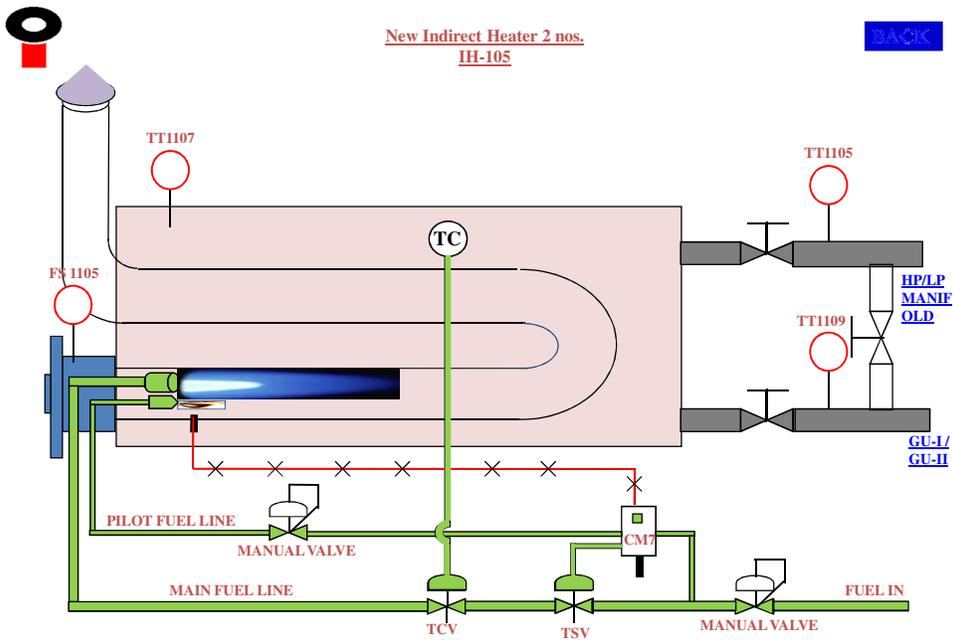 New Indirect Heater 2 nos.
IH-105
BACK
TT1107
TT1105
TC
FS 1105
HP/LP
MANIF
OLD
TT1109
GU-I /
GU-II
PILOT FUEL LINE
MANUAL VALVE
CM7
MAIN FUEL LINE
FUEL IN
TCV
TSV
MANUAL VALVE